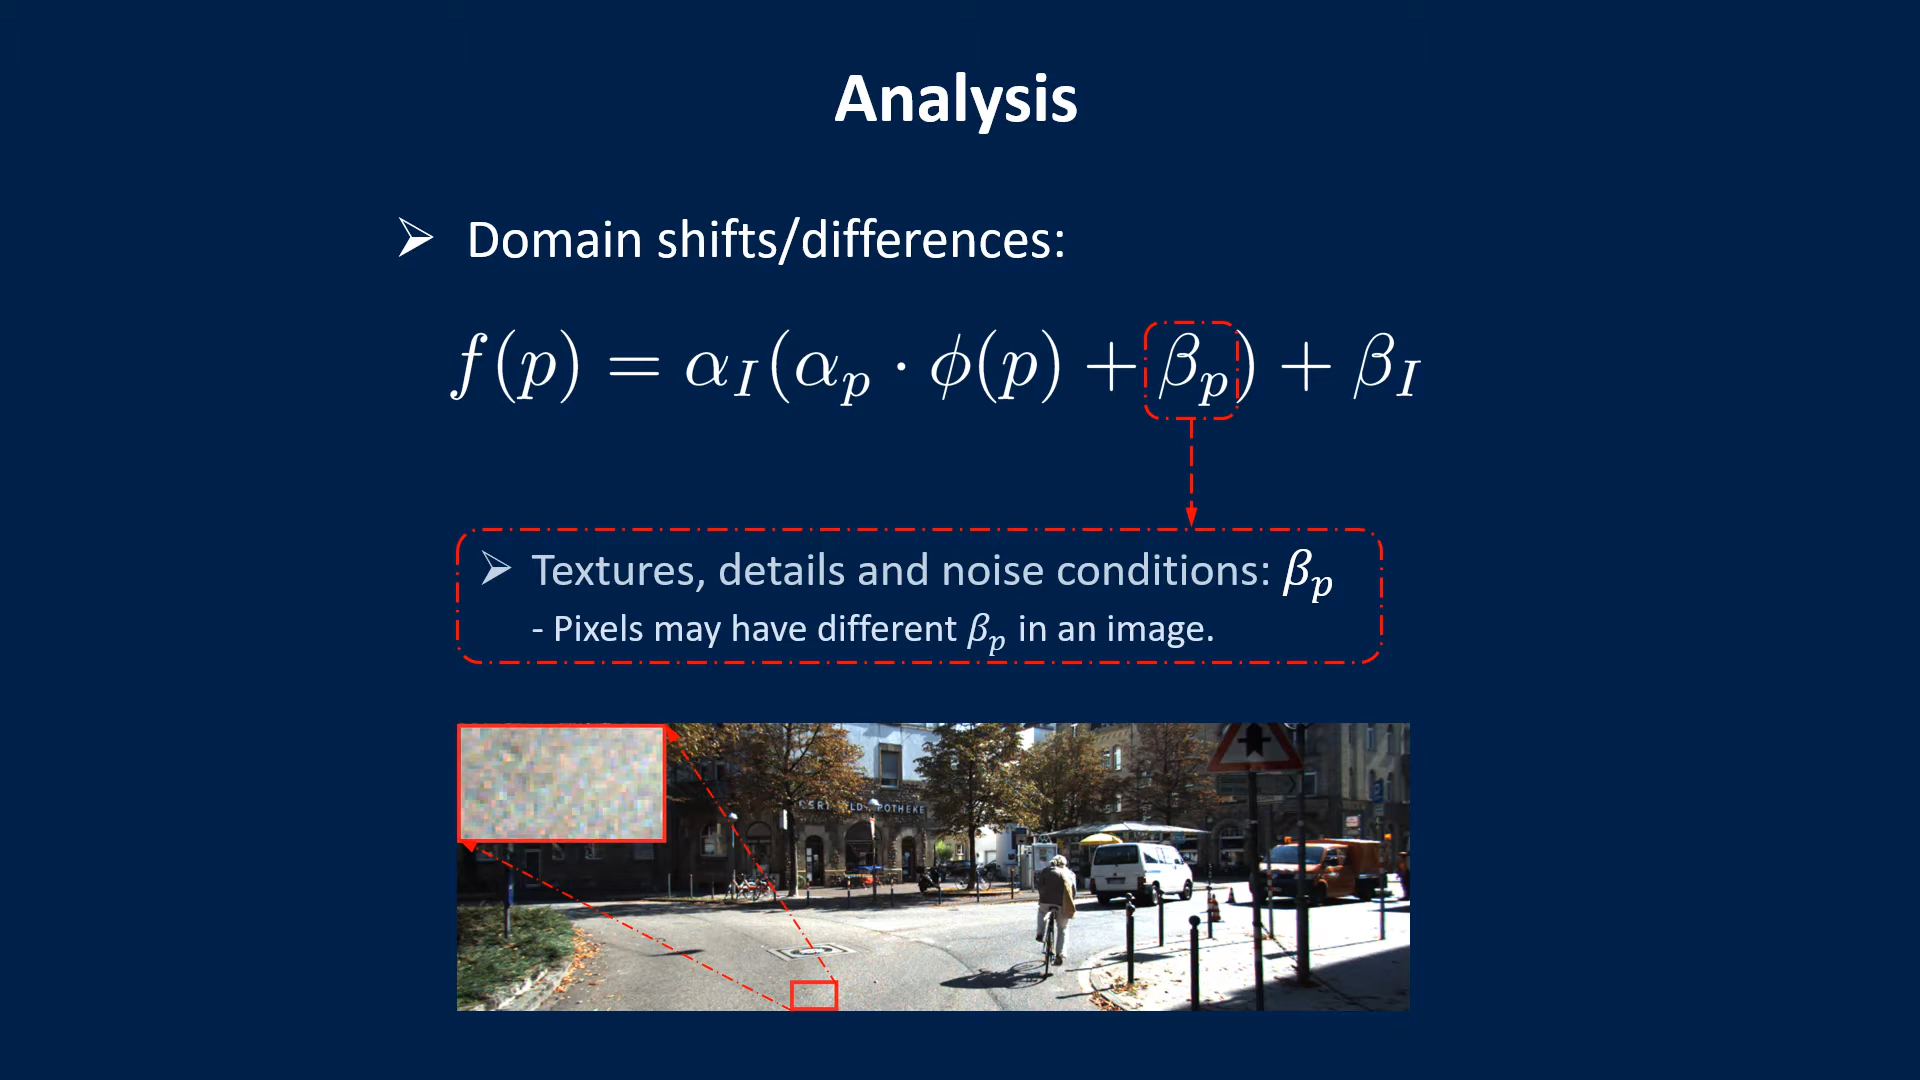 Analysis
➢ Domain shifts/differences:
f(p) = α_I(α_p · ϕ(p) + β_p) + β_I
➢ Textures, details and noise conditions: β_p
- Pixels may have different β_p in an image.